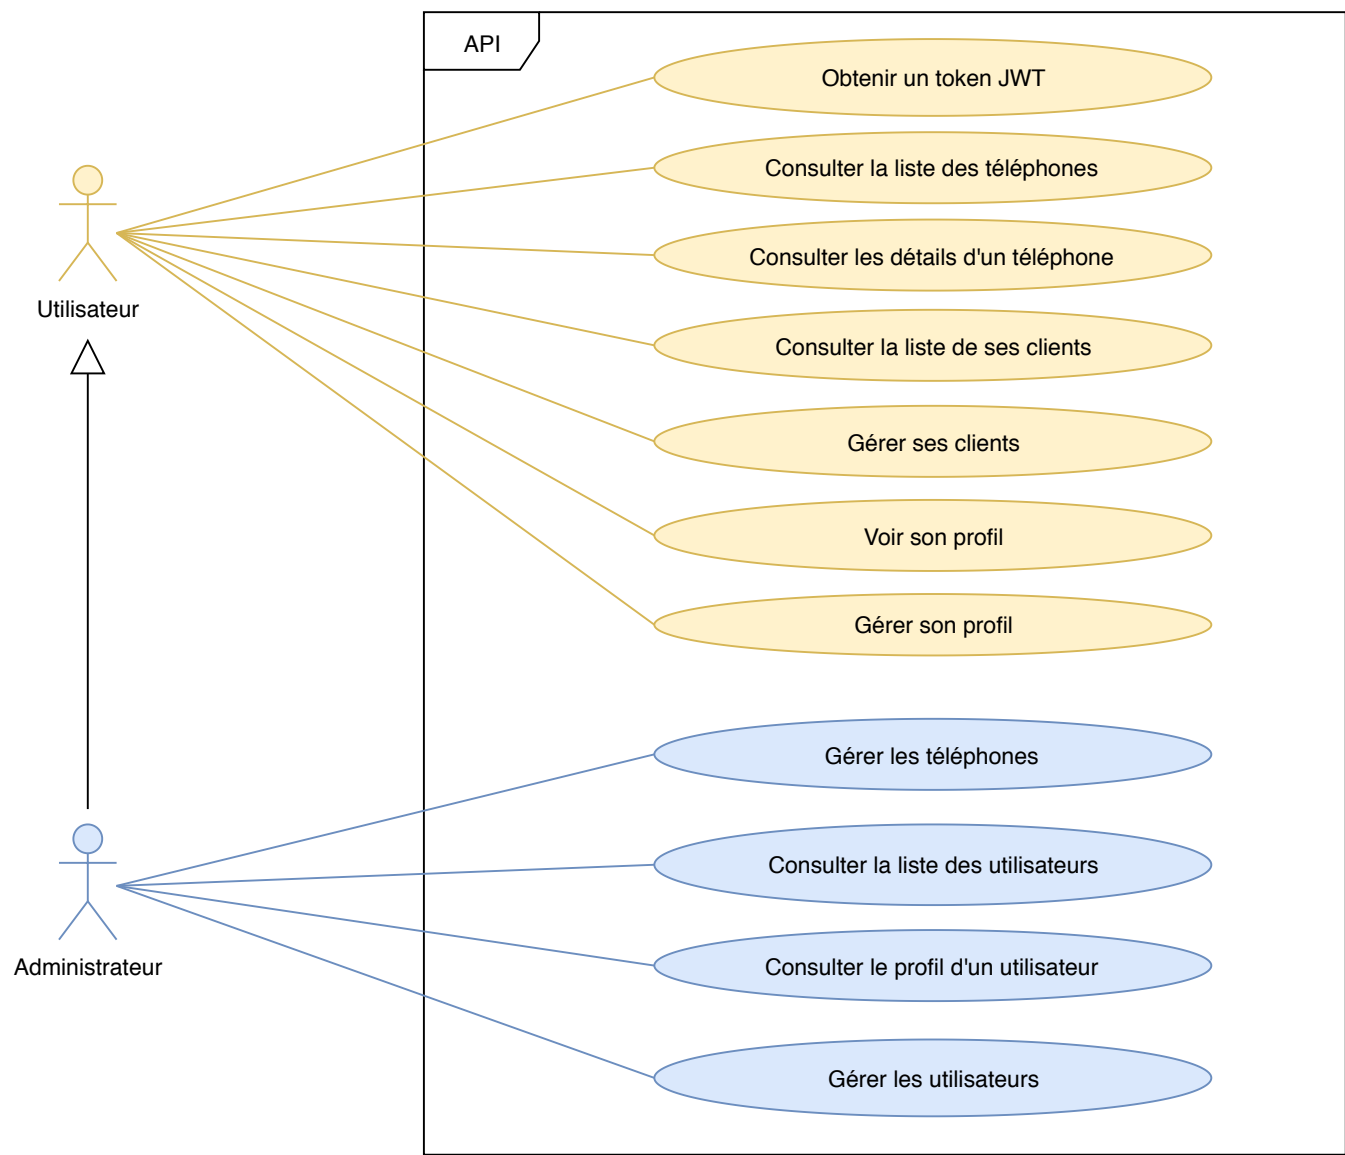 API
Obtenir un token JWT
Consulter la liste des téléphones
Consulter les détails d'un téléphone
Utilisateur
Consulter la liste de ses clients
Gérer ses clients
Voir son profil
Gérer son profil
Gérer les téléphones
Consulter la liste des utilisateurs
Administrateur
Consulter le profil d'un utilisateur
Gérer les utilisateurs